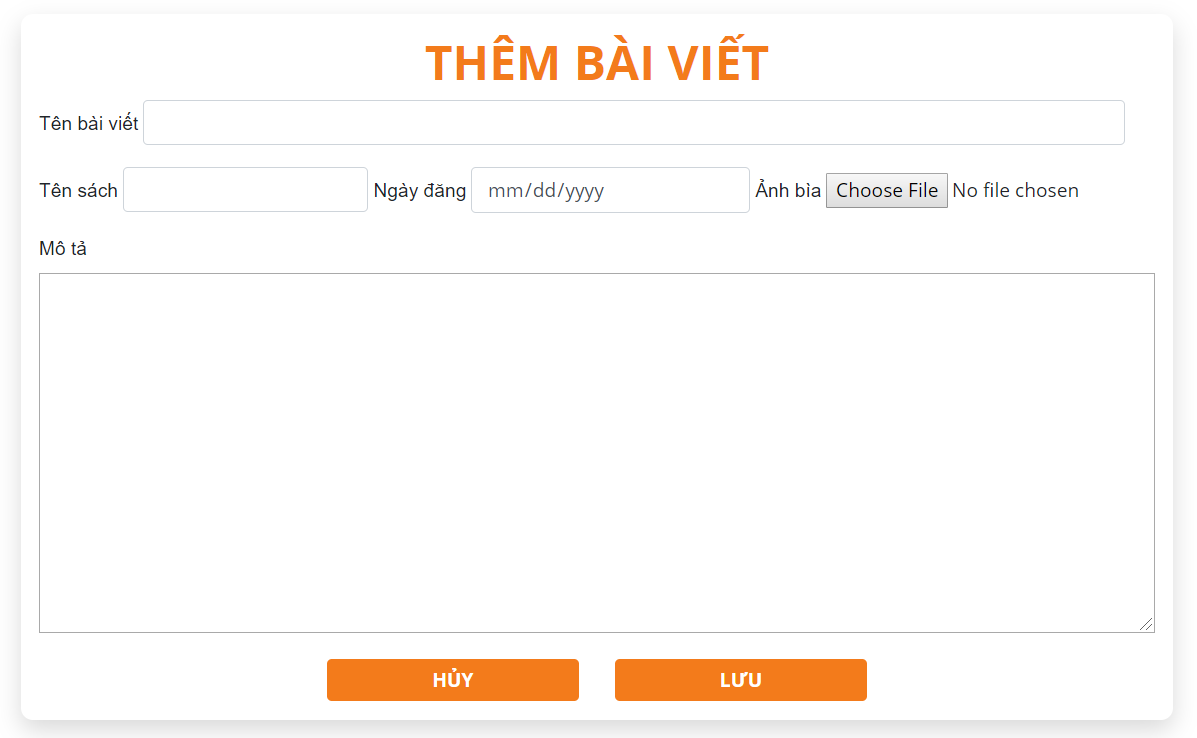 THÊM BÀI VIẾT
Tên bài viết
Tên sách mm/dd/yyyy Ngày đăng Ảnh bìa Choose File No file chosen
Mô tả
HỦY LƯU